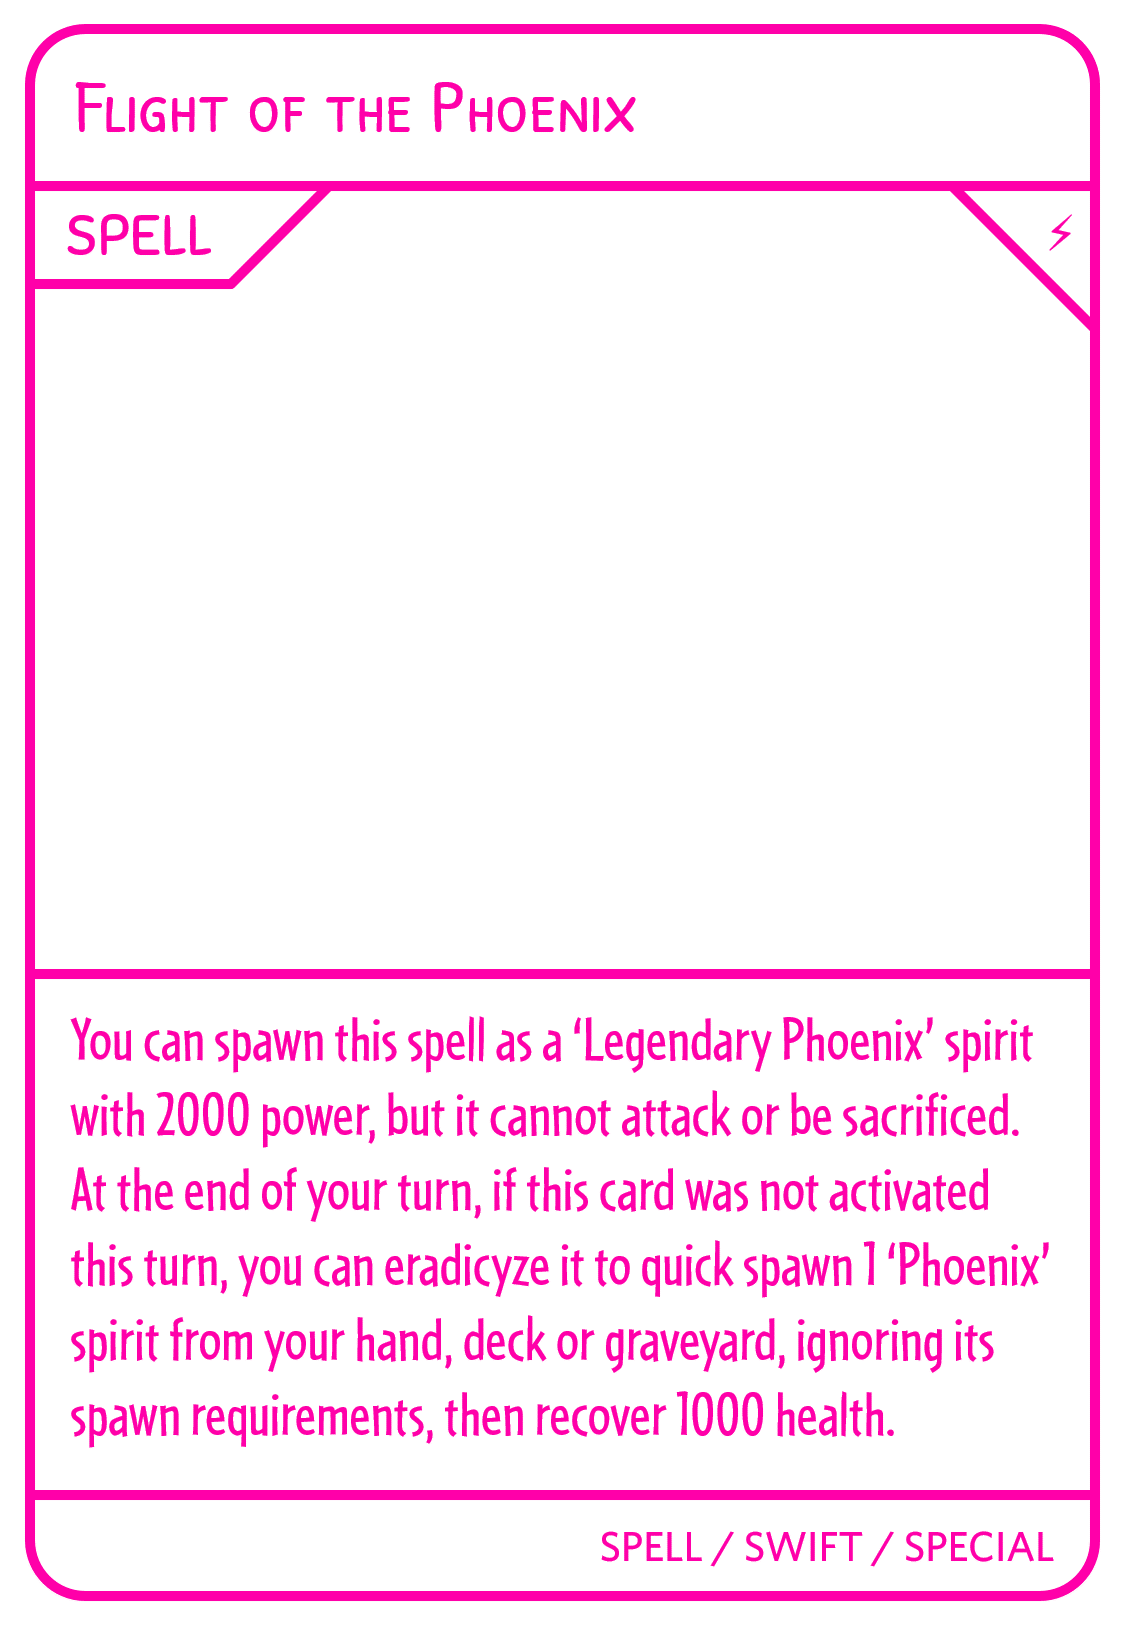 Flight of the Phoenix
SPELL
⚡
You can spawn this spell as a ‘Legendary Phoenix’ spirit
with 2000 power, but it cannot attack or be sacrificed.
At the end of your turn, if this card was not activated
this turn, you can eradicyze it to quick spawn 1 ‘Phoenix’
spirit from your hand, deck or graveyard, ignoring its
spawn requirements, then recover 1000 health.
SPELL / SWIFT / SPECIAL